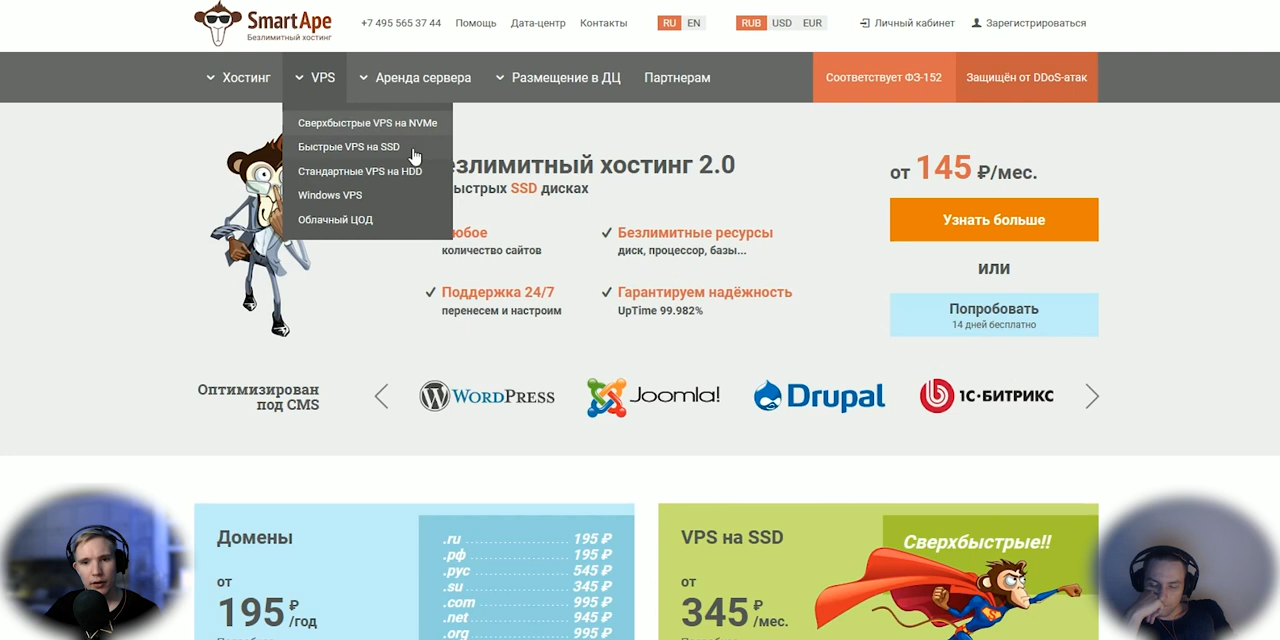 SmartApe
Безлимитный хостинг
+7 495 565 37 44
Помощь
Дата-центр
Контакты
RU
EN
RUB
USD
EUR
Личный кабинет
Зарегистрироваться
Хостинг
VPS
Аренда сервера
Размещение в ДЦ
Партнерам
Соответствует ФЗ-152
Защищён от DDoS-атак
Сверхбыстрые VPS на NVMe
Быстрые VPS на SSD
Стандартные VPS на HDD
Windows VPS
Облачный ЦОД
езлимитный хостинг 2.0
ыстрых SSD дисках
юбое
количество сайтов
Безлимитные ресурсы
диск, процессор, базы...
Поддержка 24/7
перенесем и настроим
Гарантируем надёжность
UpTime 99.982%
от 145 ₽/мес.
Узнать больше
или
Попробовать
14 дней бесплатно
Оптимизирован
под CMS
WORDPRESS
Joomla!
Drupal
1С-БИТРИКС
Домены
от
195 ₽/год
.ru 195 ₽
.рф 195 ₽
.рус 545 ₽
.su 345 ₽
.com 995 ₽
.net 945 ₽
.org 995 ₽
VPS на SSD
от
345 ₽/мес.
Сверхбыстрые!!